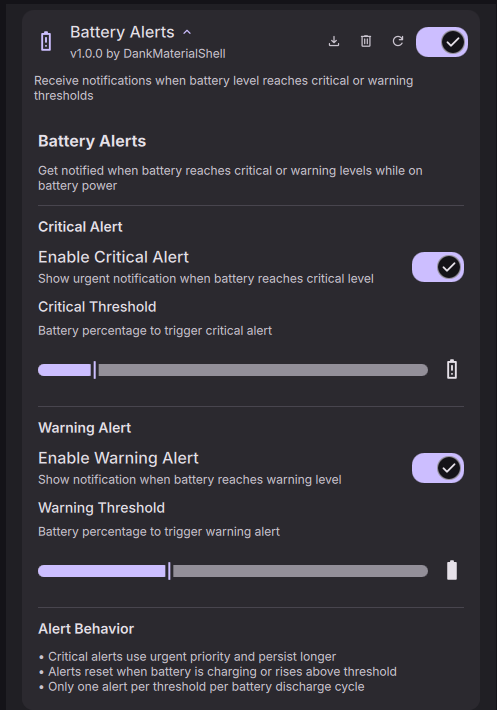 Battery Alerts
v1.0.0 by DankMaterialShell
Receive notifications when battery level reaches critical or warning
thresholds
Battery Alerts
Get notified when battery reaches critical or warning levels while on
battery power
Critical Alert
Enable Critical Alert
Show urgent notification when battery reaches critical level
Critical Threshold
Battery percentage to trigger critical alert
Warning Alert
Enable Warning Alert
Show notification when battery reaches warning level
Warning Threshold
Battery percentage to trigger warning alert
Alert Behavior
• Critical alerts use urgent priority and persist longer
• Alerts reset when battery is charging or rises above threshold
• Only one alert per threshold per battery discharge cycle